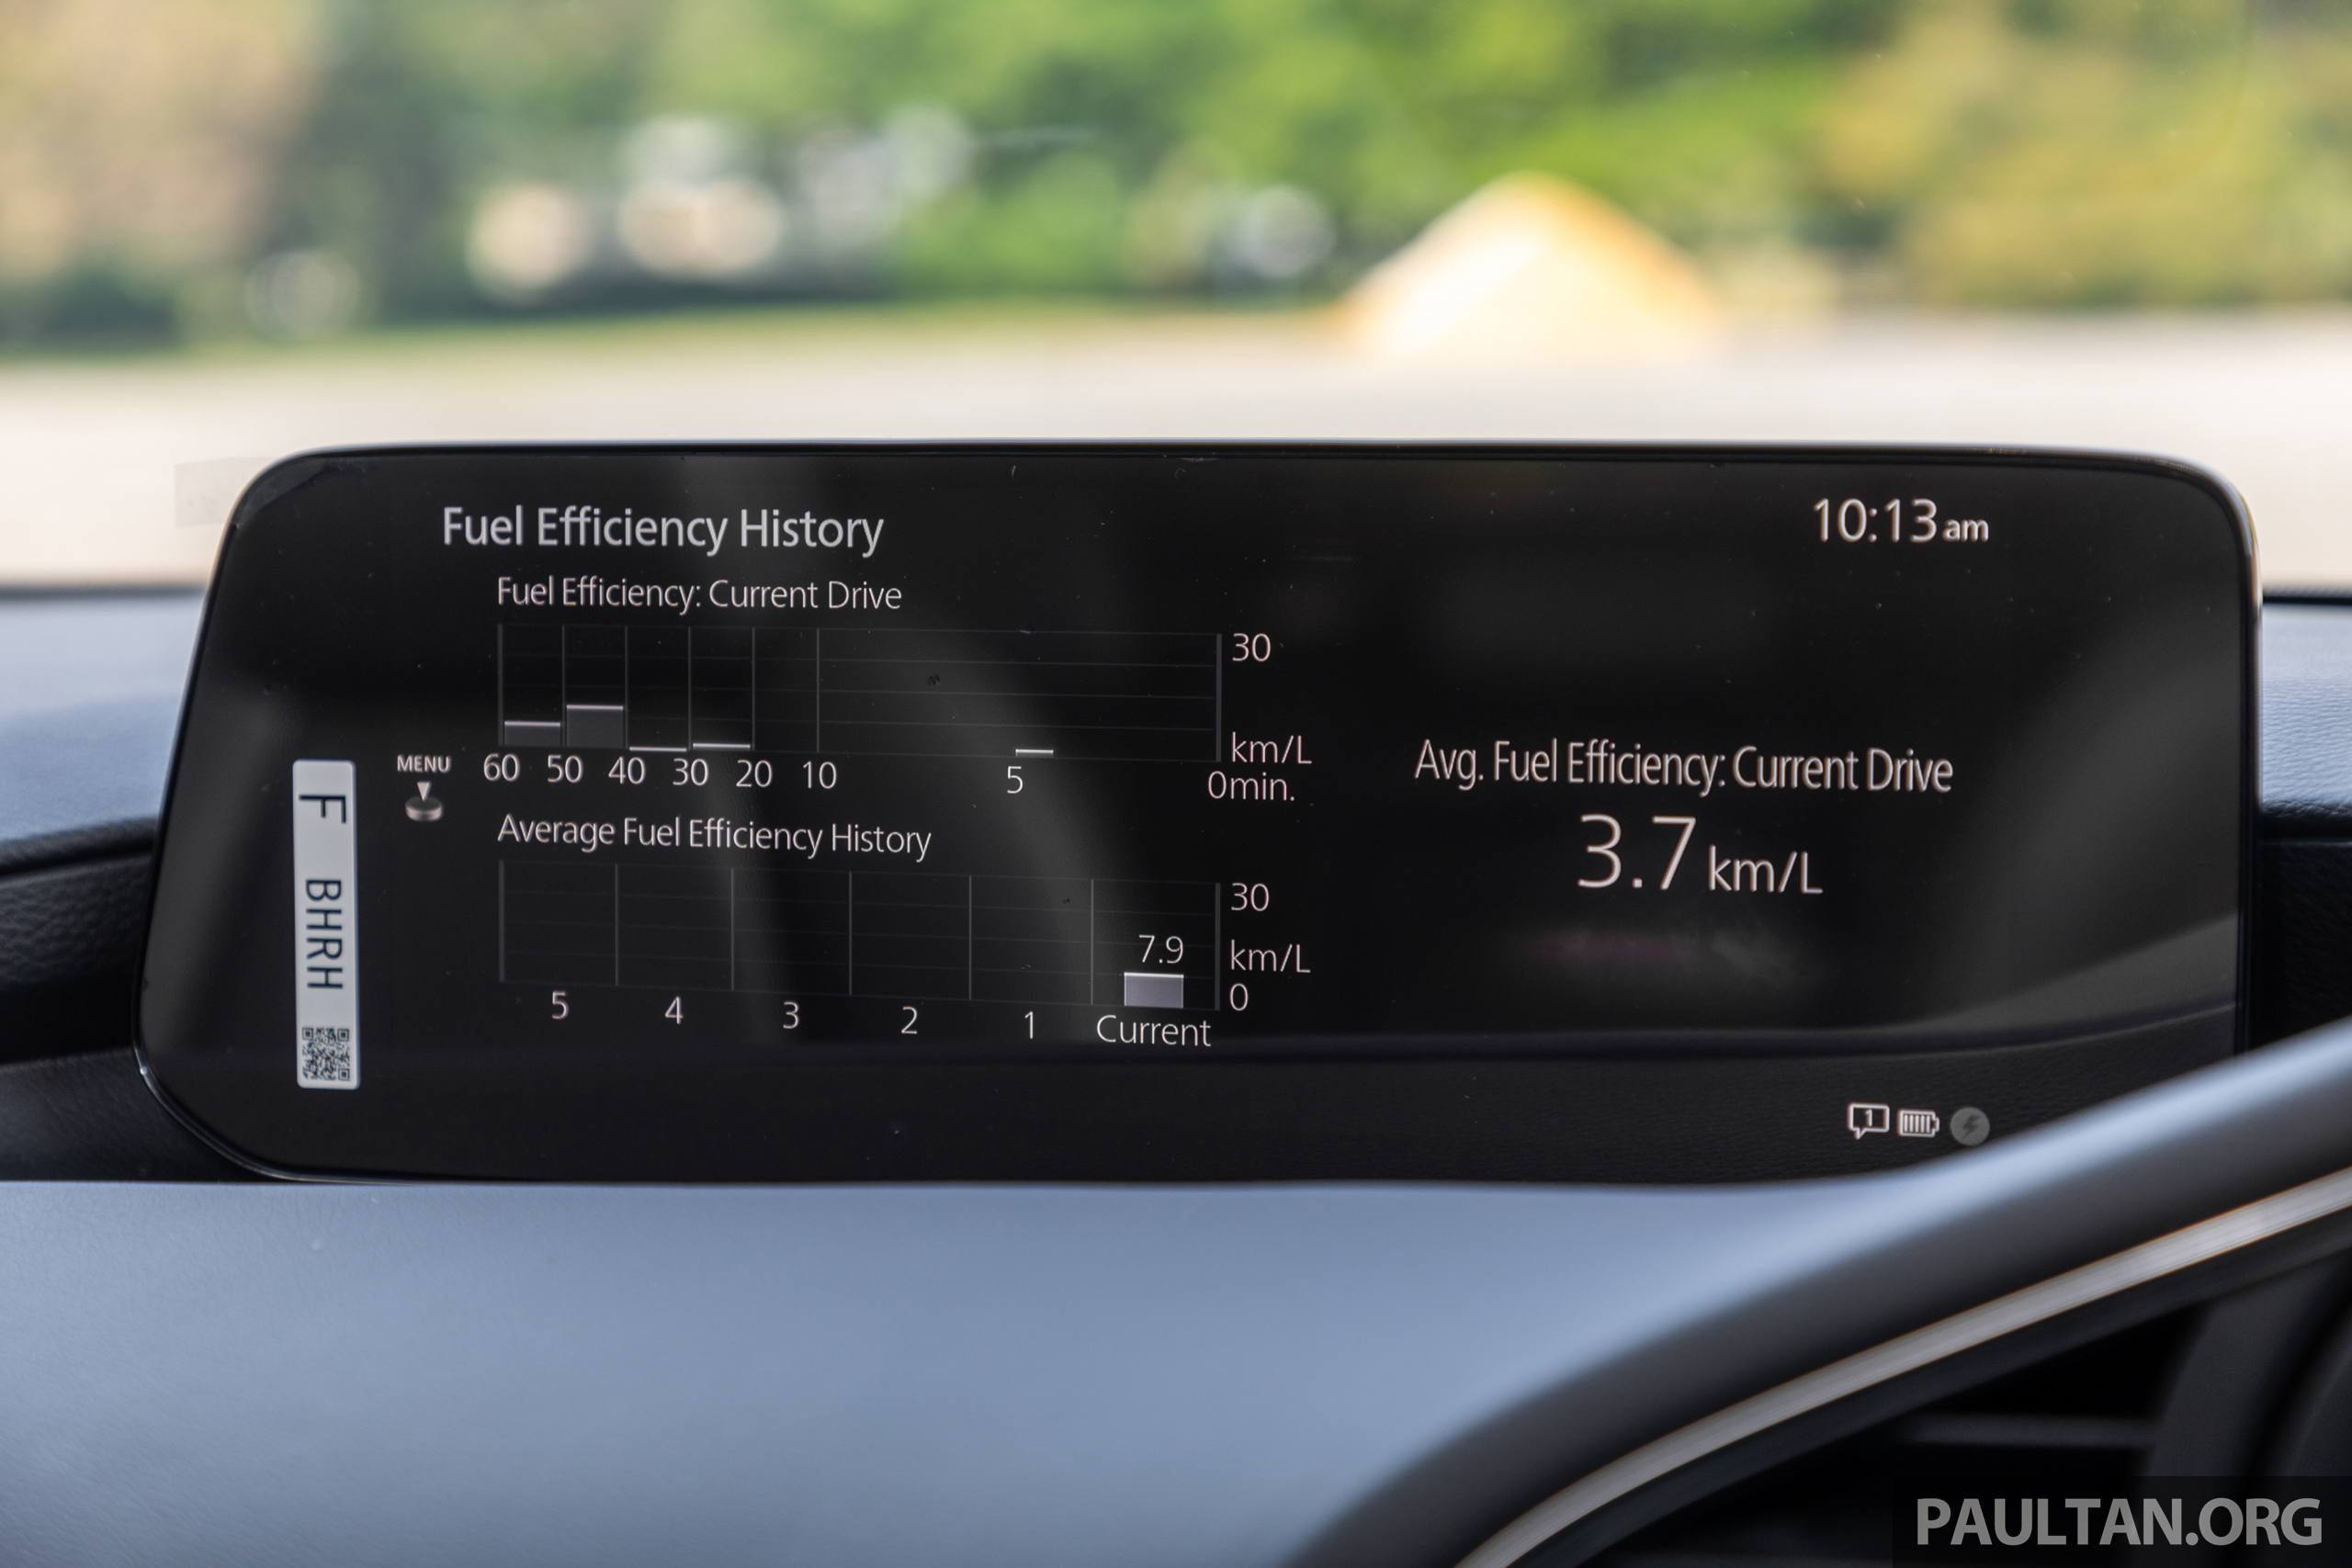 Fuel Efficiency History
10:13am
Fuel Efficiency: Current Drive
30
km/L
60 50 40 30 20 10 5 0min.
MENU
Avg. Fuel Efficiency: Current Drive
3.7 km/L
Average Fuel Efficiency History
30
7.9
km/L
0
5 4 3 2 1 Current
F BHRH
1
PAULTAN.ORG